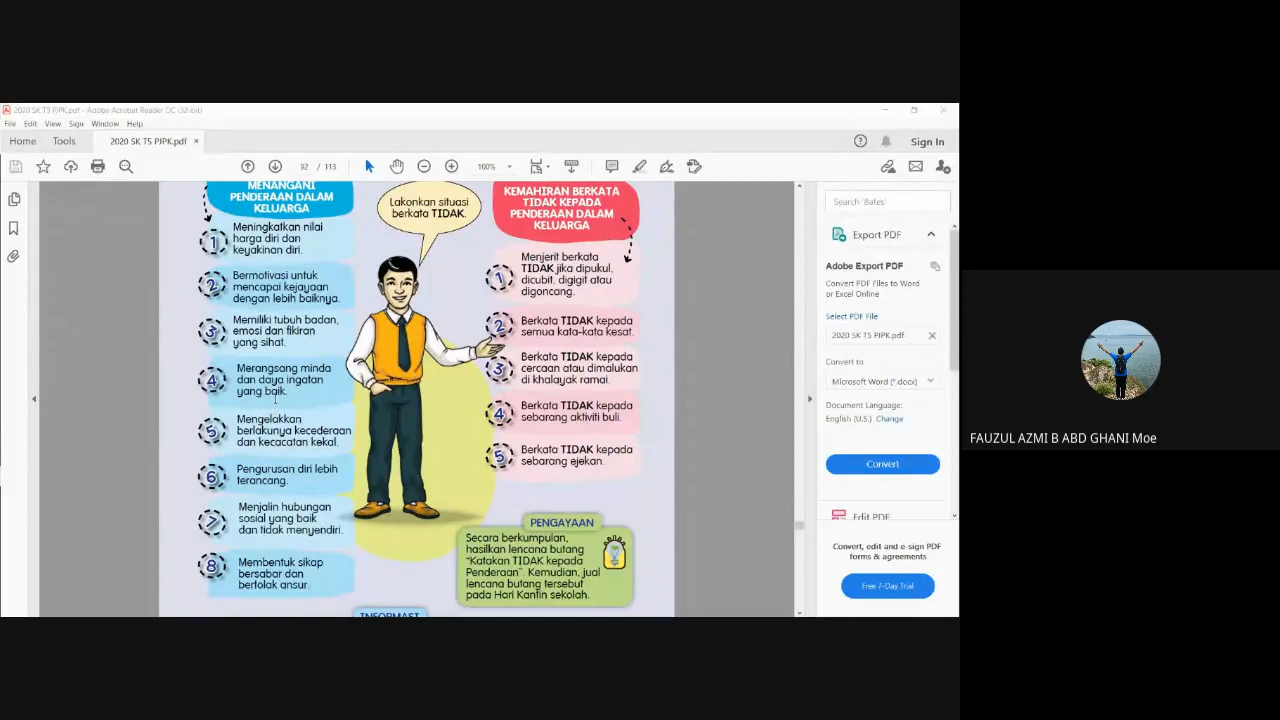 2020 SK T5 PJPK.pdf - Adobe Acrobat Reader DC (32-bit)
File Edit View Sign Window Help
Home Tools 2020 SK T5 PJPK.pdf × Sign In
92 / 113 100%
MENANGANI
PENDERAAN DALAM
KELUARGA
1 Meningkatkan nilai
harga diri dan
keyakinan diri.
2 Bermotivasi untuk
mencapai kejayaan
dengan lebih baiknya.
3 Memiliki tubuh badan,
emosi dan fikiran
yang sihat.
4 Merangsang minda
dan daya ingatan
yang baik.
5 Mengelakkan
berlakunya kecederaan
dan kecacatan kekal.
6 Pengurusan diri lebih
terancang.
7 Menjalin hubungan
sosial yang baik
dan tidak menyendiri.
8 Membentuk sikap
bersabar dan
bertolak ansur.
Lakonkan situasi
berkata TIDAK.
KEMAHIRAN BERKATA
TIDAK KEPADA
PENDERAAN DALAM
KELUARGA
1 Menjerit berkata
TIDAK jika dipukul,
dicubit, digigit atau
digoncang.
2 Berkata TIDAK kepada
semua kata-kata kesat.
3 Berkata TIDAK kepada
cercaan atau dimalukan
di khalayak ramai.
4 Berkata TIDAK kepada
sebarang aktiviti buli.
5 Berkata TIDAK kepada
sebarang ejekan.
PENGAYAAN
Secara berkumpulan,
hasilkan lencana butang
“Katakan TIDAK kepada
Penderaan”. Kemudian, jual
lencana butang tersebut
pada Hari Kantin sekolah.
INFORMASI
Search 'Bates'
Export PDF
Adobe Export PDF
Convert PDF Files to Word
or Excel Online
Select PDF File
2020 SK T5 PJPK.pdf
Convert to
Microsoft Word (*.docx)
Document Language:
English (U.S.) Change
Convert
Edit PDF
Convert, edit and e-sign PDF
forms & agreements
Free 7-Day Trial
FAUZUL AZMI B ABD GHANI Moe